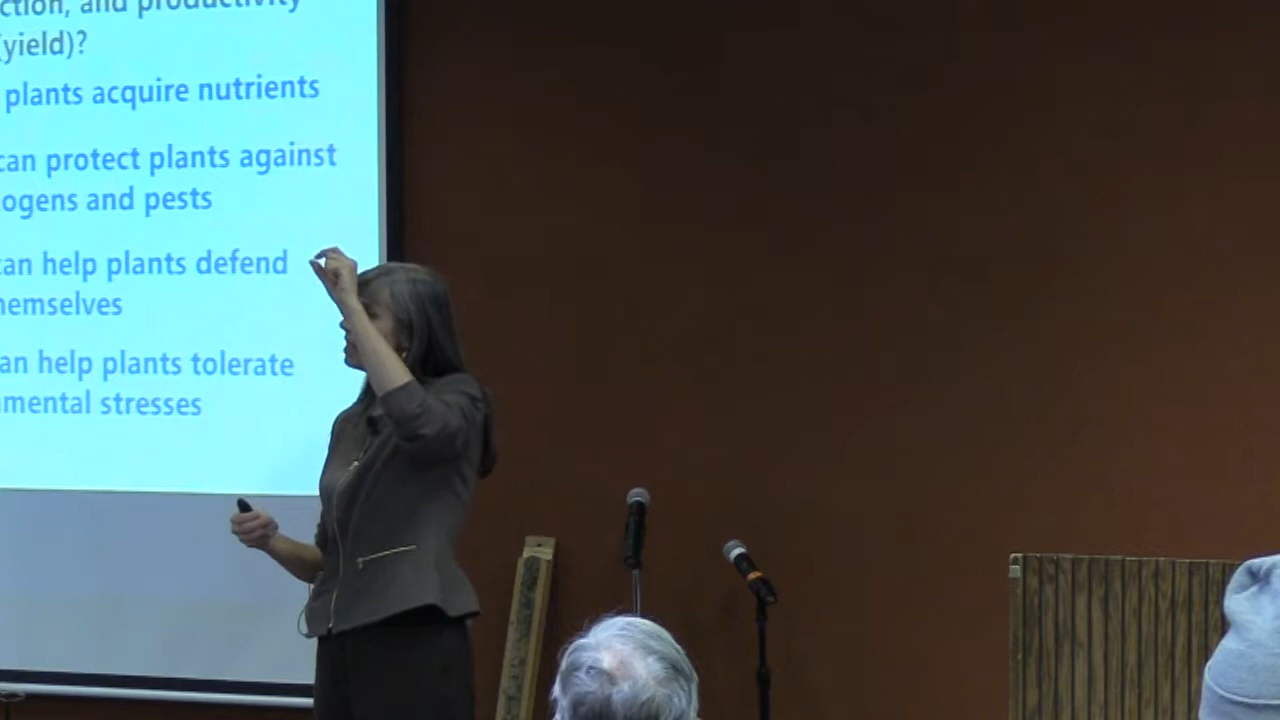 ction, and productivity
(yield)?
plants acquire nutrients
can protect plants against
ogens and pests
can help plants defend
hemselves
an help plants tolerate
mental stresses